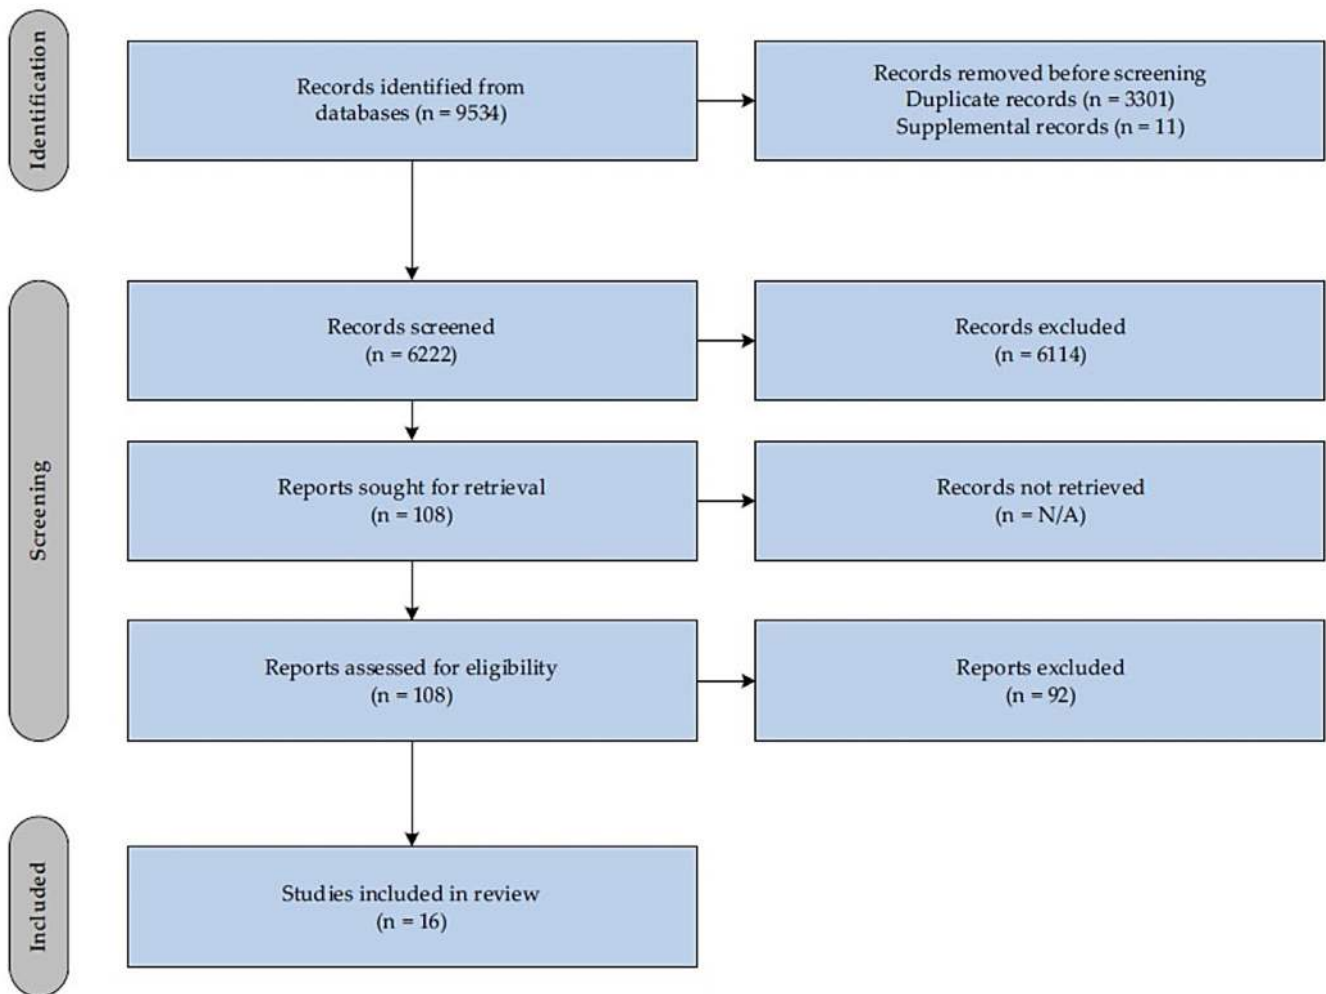 Identification
Records identified from
databases (n = 9534)
Records removed before screening
Duplicate records (n = 3301)
Supplemental records (n = 11)
Screening
Records screened
(n = 6222)
Records excluded
(n = 6114)
Reports sought for retrieval
(n = 108)
Records not retrieved
(n = N/A)
Reports assessed for eligibility
(n = 108)
Reports excluded
(n = 92)
Included
Studies included in review
(n = 16)